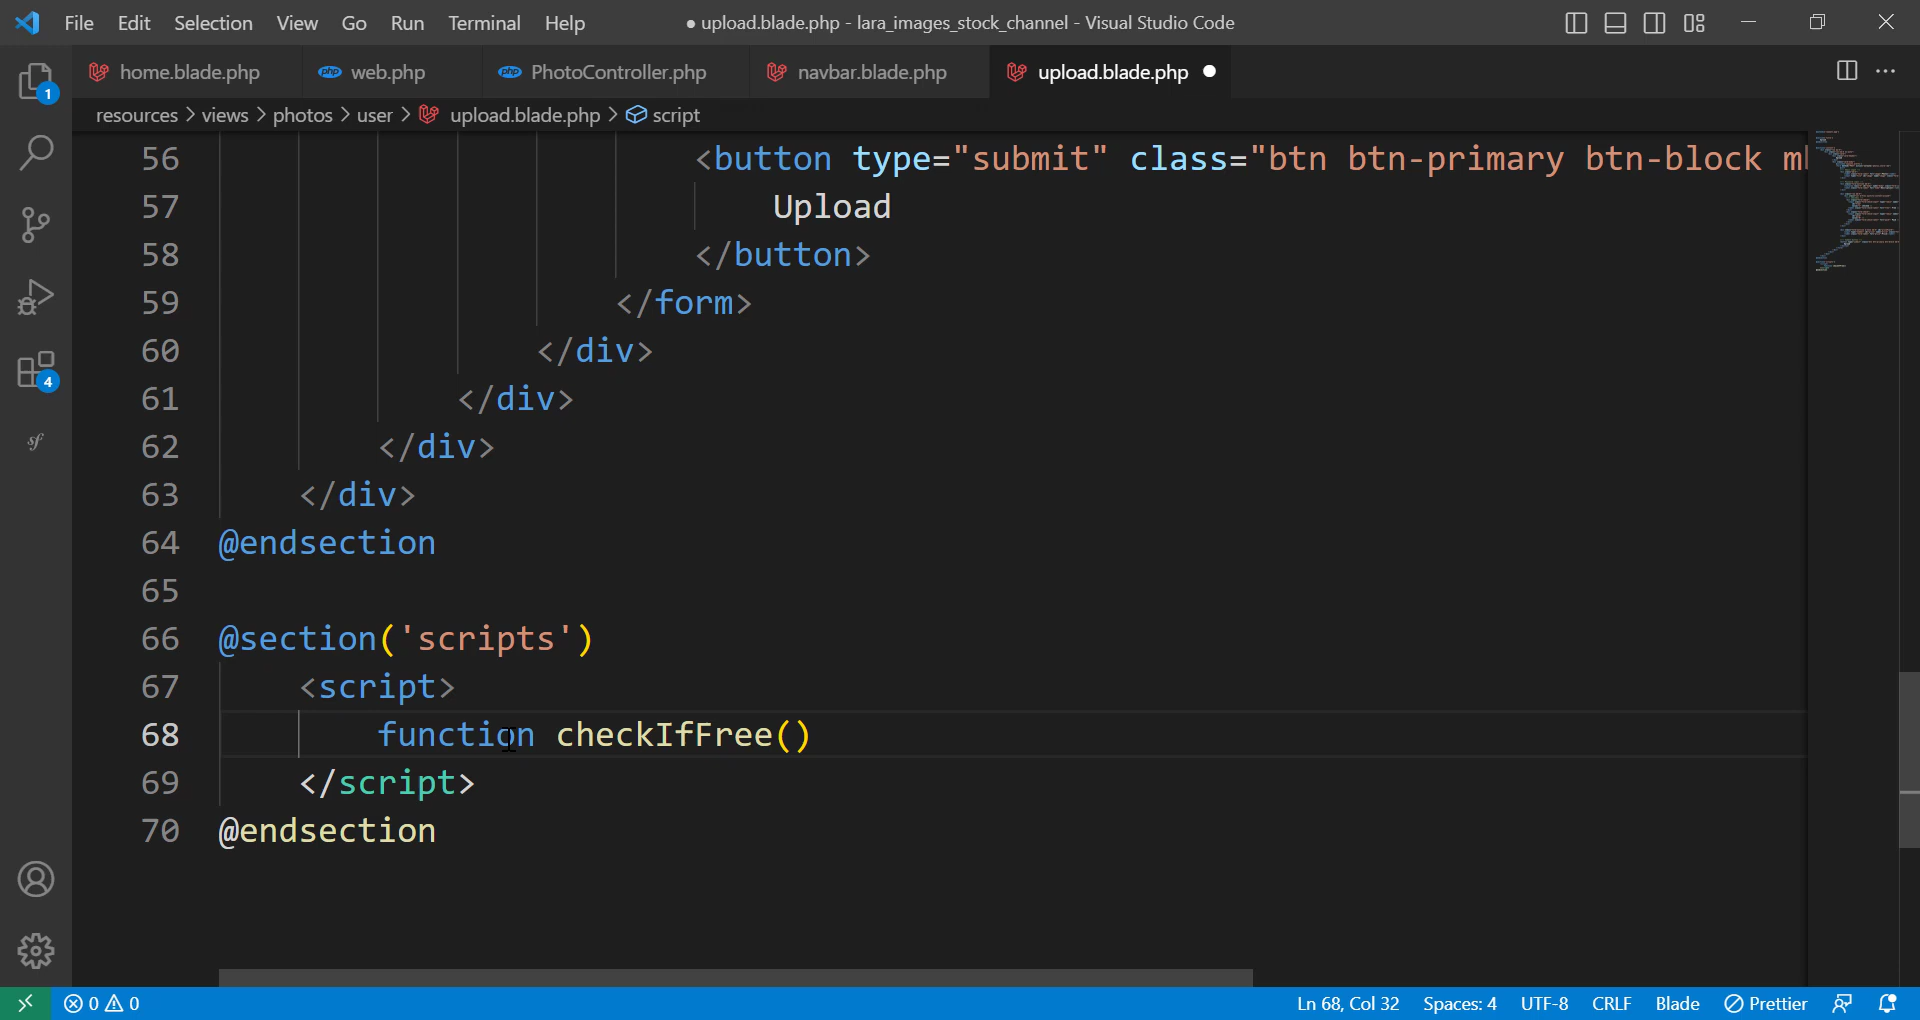 File Edit Selection View Go Run Terminal Help ● upload.blade.php - lara_images_stock_channel - Visual Studio Code
home.blade.php web.php PhotoController.php navbar.blade.php upload.blade.php
resources > views > photos > user > upload.blade.php > script
56 <button type="submit" class="btn btn-primary btn-block
57 Upload
58 </button>
59 </form>
60 </div>
61 </div>
62 </div>
63 </div>
64 @endsection
65
66 @section('scripts')
67 <script>
68 function checkIfFree()
69 </script>
70 @endsection
1
4
sf
0 0 Ln 68, Col 32 Spaces: 4 UTF-8 CRLF Blade Prettier